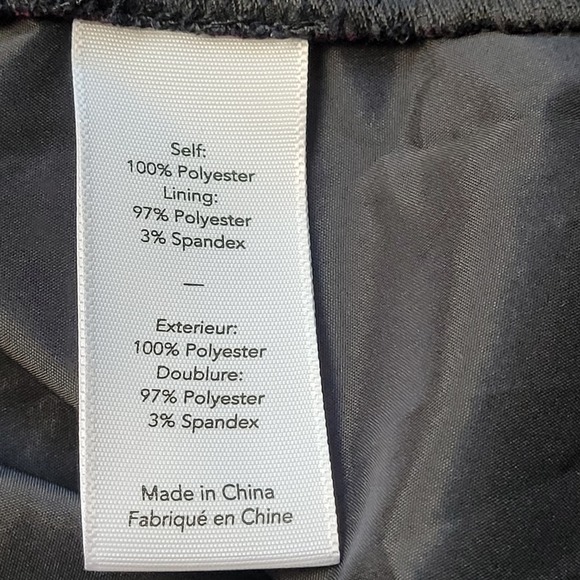 Self:
100% Polyester
Lining:
97% Polyester
3% Spandex
—
Exterieur:
100% Polyester
Doublure:
97% Polyester
3% Spandex
Made in China
Fabriqué en Chine